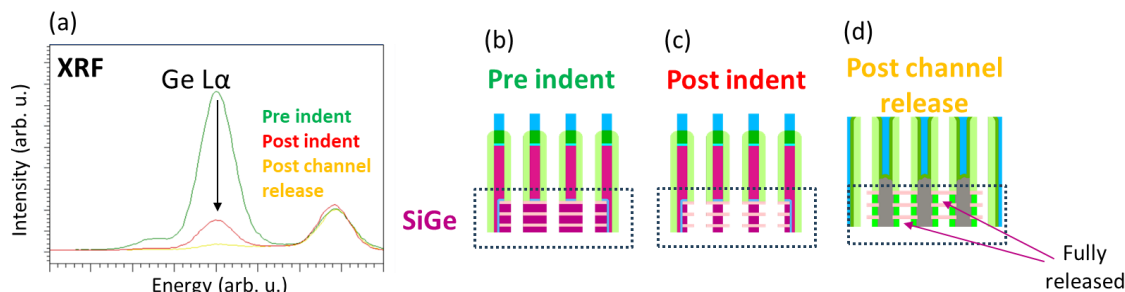 (a)
XRF
Ge Lα
Pre indent
Post indent
Post channel
release
Intensity (arb. u.)
Energy (arb. u.)
(b)
Pre indent
SiGe
(c)
Post indent
(d)
Post channel
release
Fully
released